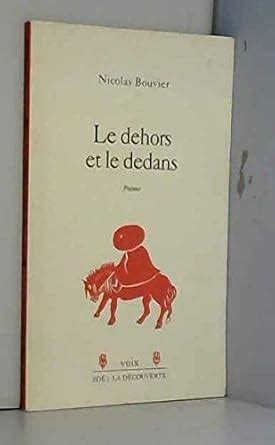 Nicolas Bouvier
Le dehors
et le dedans
Poèmes
voix
ZOÉ / LA DÉCOUVERTE